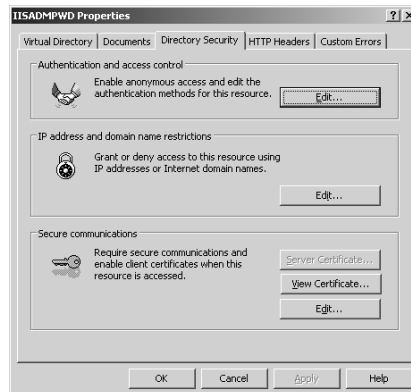 IISADMPWD Properties
? X
Virtual Directory Documents Directory Security HTTP Headers Custom Errors
Authentication and access control
Enable anonymous access and edit the
authentication methods for this resource.
Edit...
IP address and domain name restrictions
Grant or deny access to this resource using
IP addresses or Internet domain names.
Edit...
Secure communications
Require secure communications and
enable client certificates when this
resource is accessed.
Server Certificate...
View Certificate...
Edit...
OK Cancel Apply Help